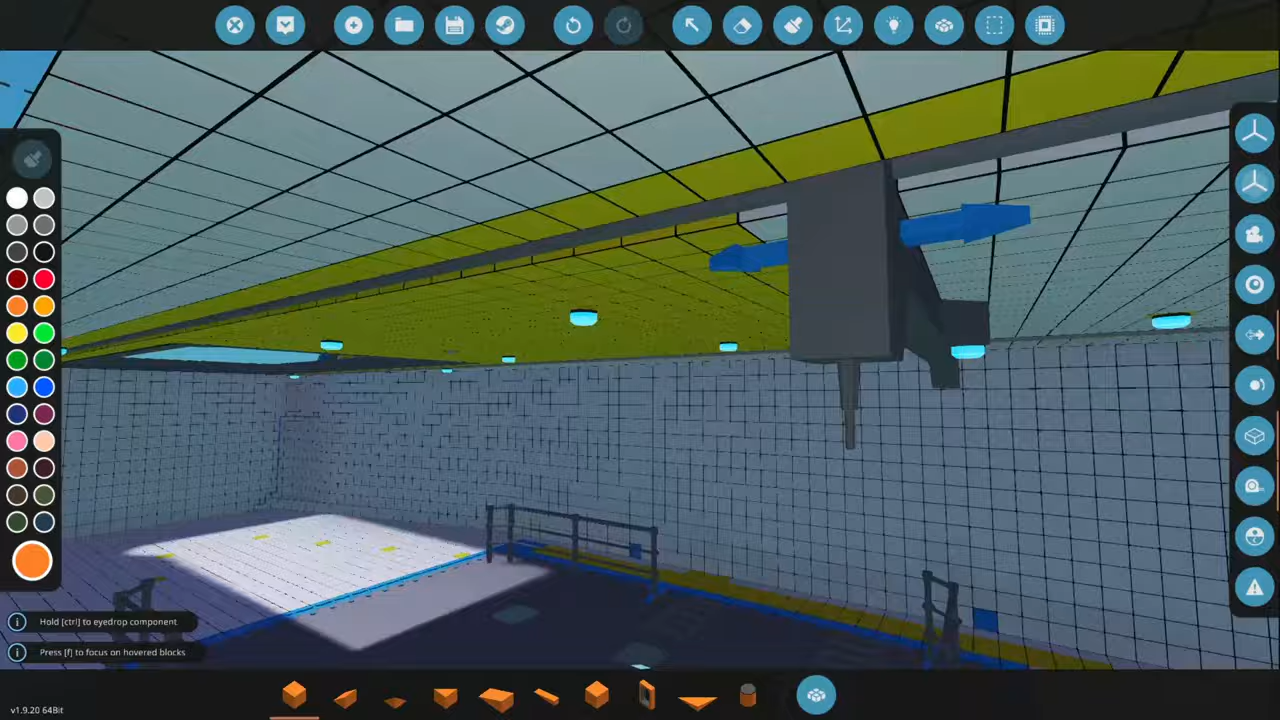 Hold [ctrl] to eyedrop component
Press [f] to focus on hovered blocks
v1.9.20 64Bit